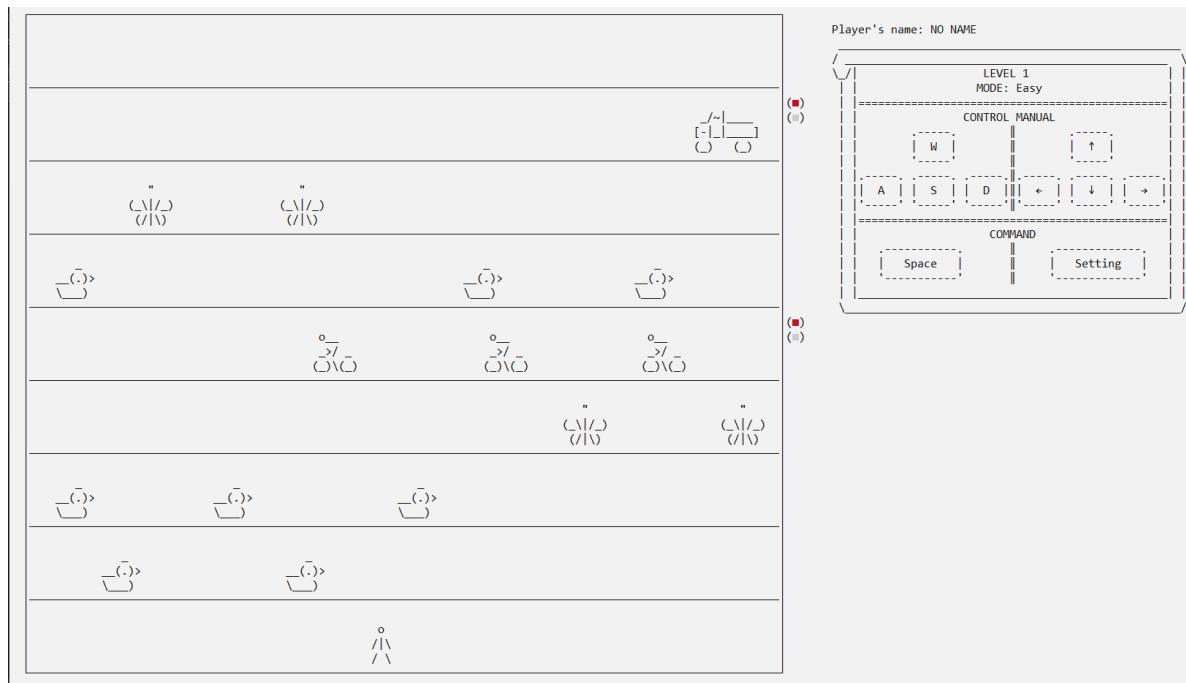 Player's name: NO NAME
LEVEL 1
MODE: Easy
CONTROL MANUAL
W ↑
A S D ← ↓ →
COMMAND
Space Setting